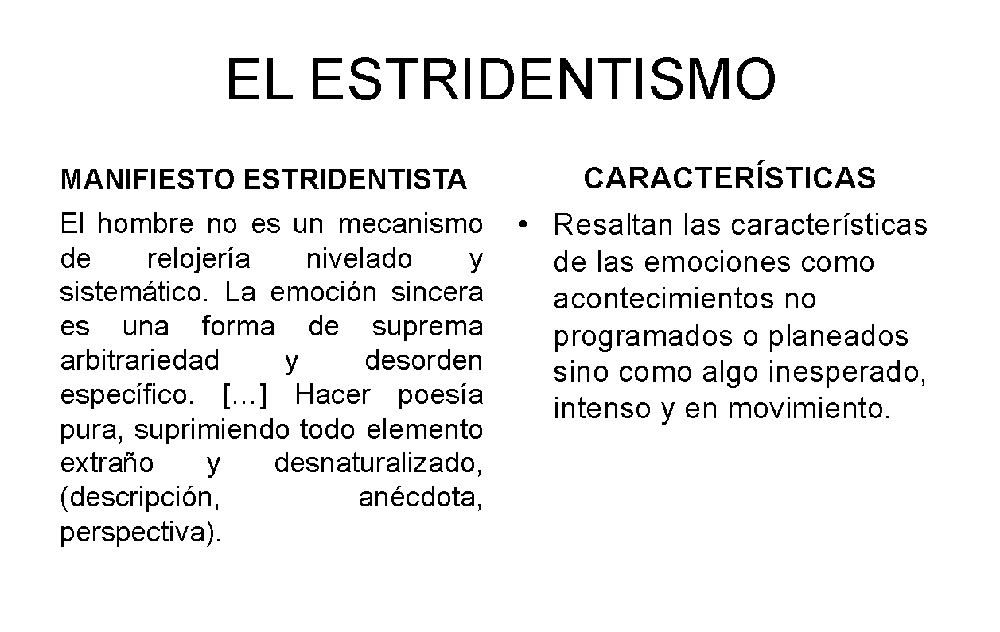 EL ESTRIDENTISMO
MANIFIESTO ESTRIDENTISTA
El hombre no es un mecanismo
de relojería nivelado y
sistemático. La emoción sincera
es una forma de suprema
arbitrariedad y desorden
específico. [...] Hacer poesía
pura, suprimiendo todo elemento
extraño y desnaturalizado,
(descripción, anécdota,
perspectiva).
CARACTERÍSTICAS
• Resaltan las características
de las emociones como
acontecimientos no
programados o planeados
sino como algo inesperado,
intenso y en movimiento.